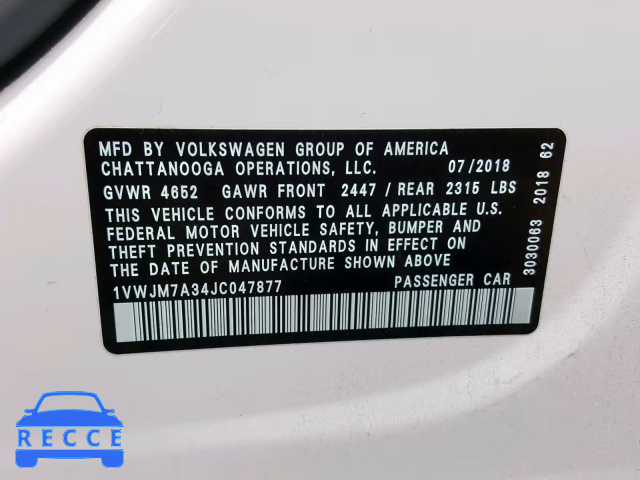 MFD BY VOLKSWAGEN GROUP OF AMERICA
CHATTANOOGA OPERATIONS, LLC. 07/2018
GVWR 4652 GAWR FRONT 2447 / REAR 2315 LBS
THIS VEHICLE CONFORMS TO ALL APPLICABLE U.S.
FEDERAL MOTOR VEHICLE SAFETY, BUMPER AND
THEFT PREVENTION STANDARDS IN EFFECT ON
THE DATE OF MANUFACTURE SHOWN ABOVE
1VWJM7A34JC047877 PASSENGER CAR
3030063 2018 62
RECCE
RECCE